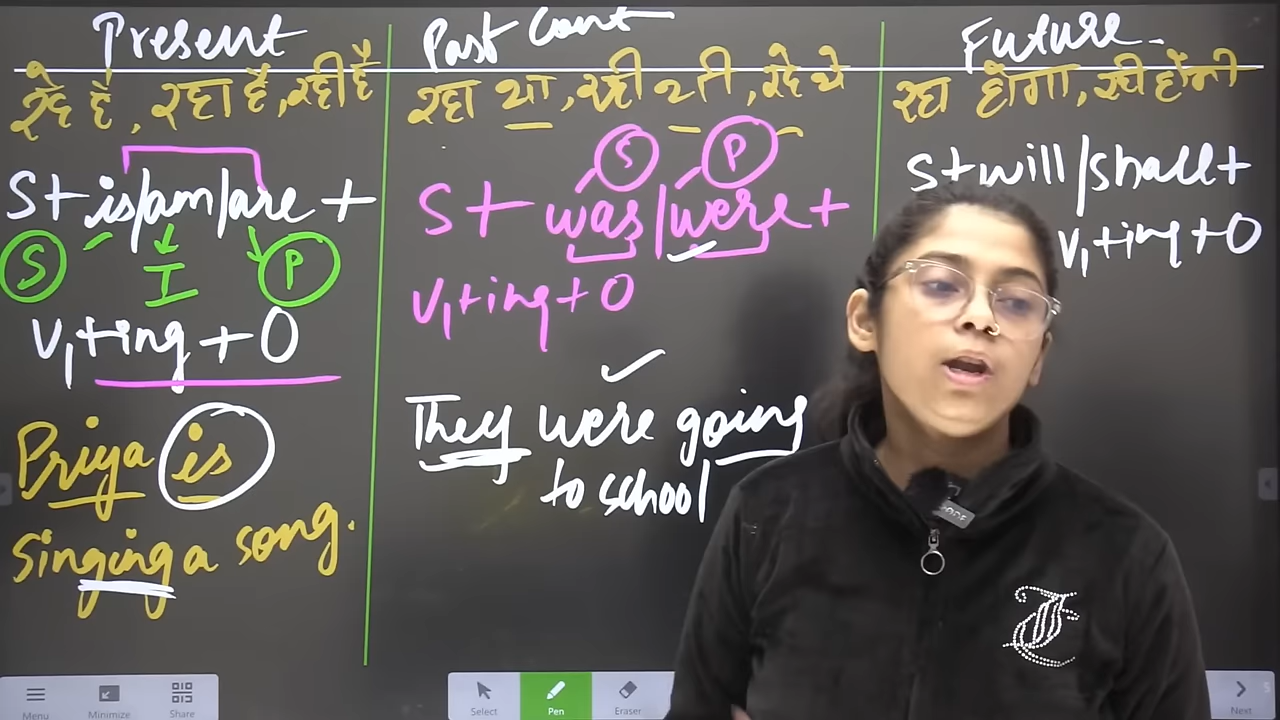 Present
रहे हैं, रहा है, रही है
S + is/am/are +
S I P
V1+ing + O
Priya is
singing a song.
Past Cont
रहा था, रही थी, रहे थे
S P
S + was/were +
V1+ing + O
They were going
to school
Future
रहा होगा, रही होगी
S + will/shall +
V1+ing + O
Menu
Minimize
Share
Select
Pen
Eraser
Next